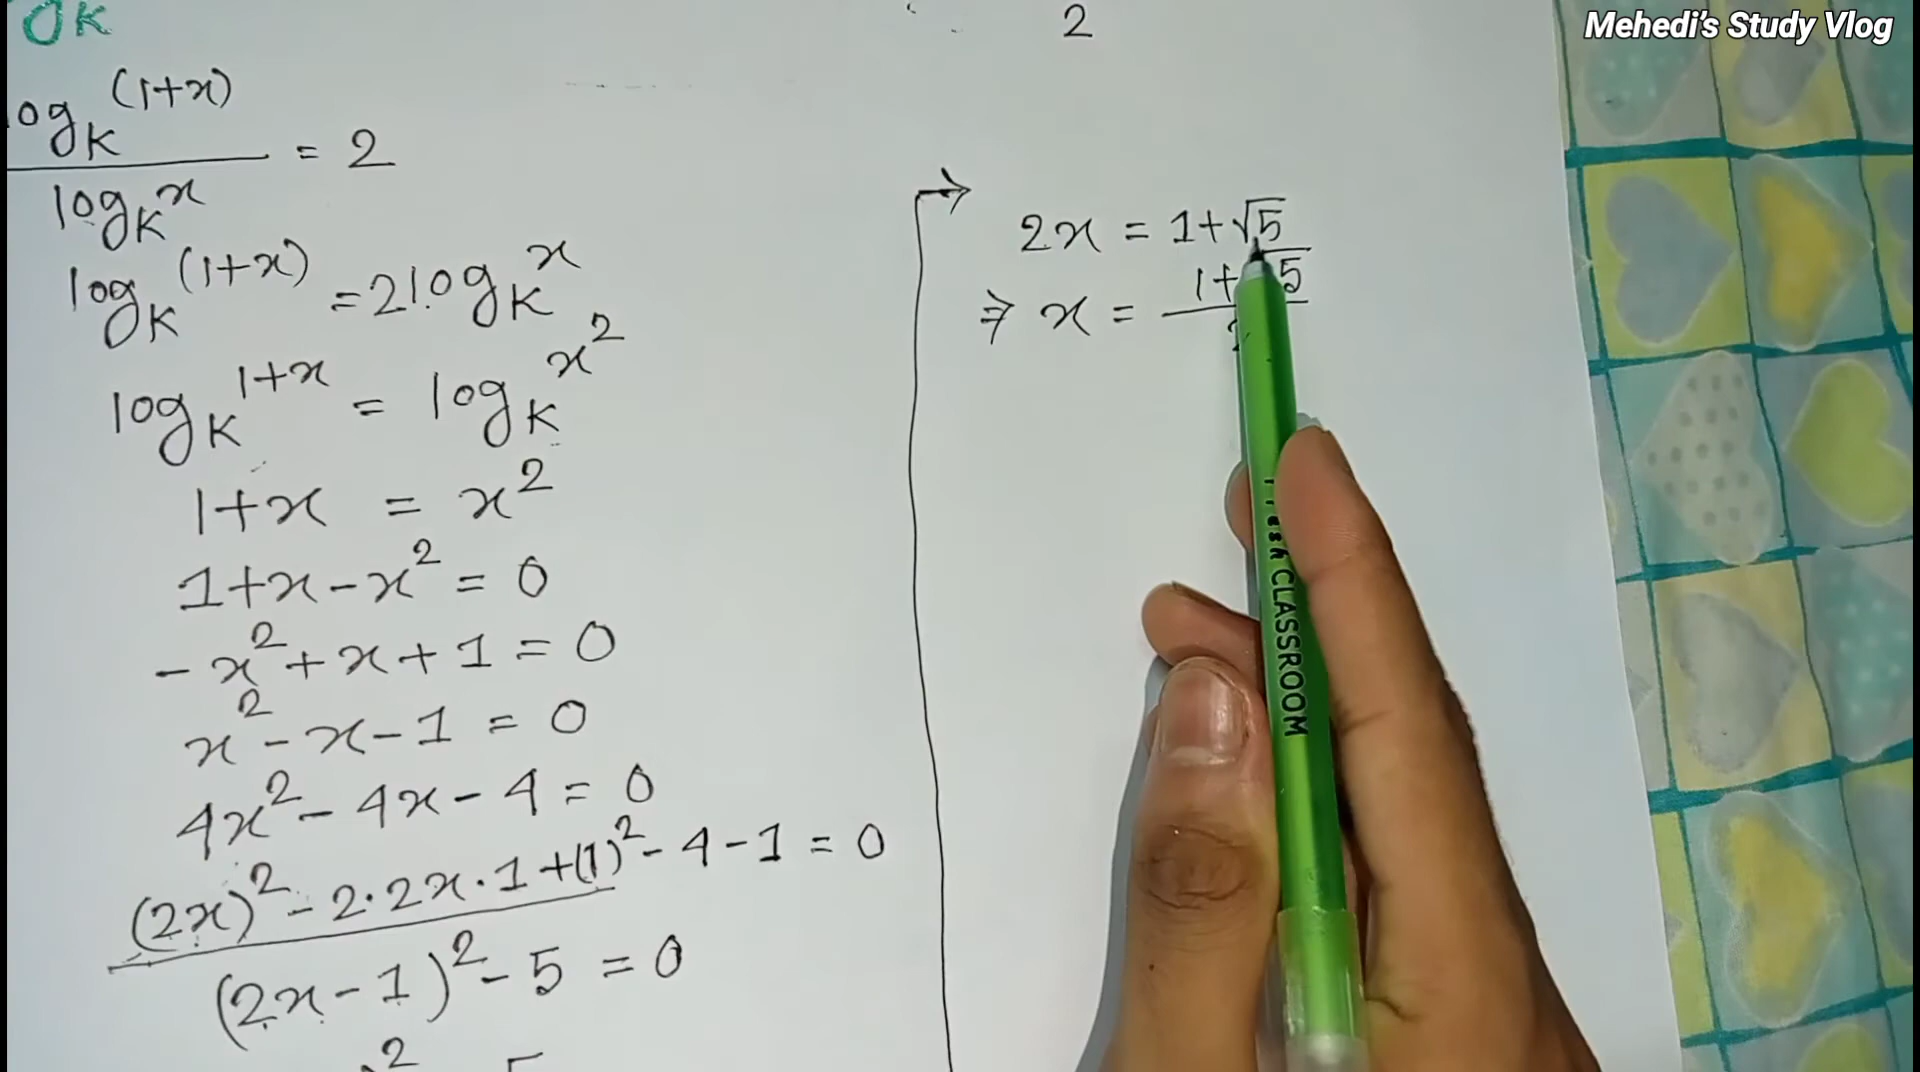 Mehedi's Study Vlog
2
log_k^(1+x) / log_k^x = 2
log_k^(1+x) = 2log_k^x
log_k^1+x = log_k^x^2
1+x = x^2
1+x-x^2 = 0
-x^2+x+1 = 0
x^2-x-1 = 0
4x^2-4x-4 = 0
(2x)^2-2·2x·1+(1)^2-4-1 = 0
(2x-1)^2-5 = 0
2x = 1+√5
⇒ x = 1+√5 / 2
Fresh CLASSROOM